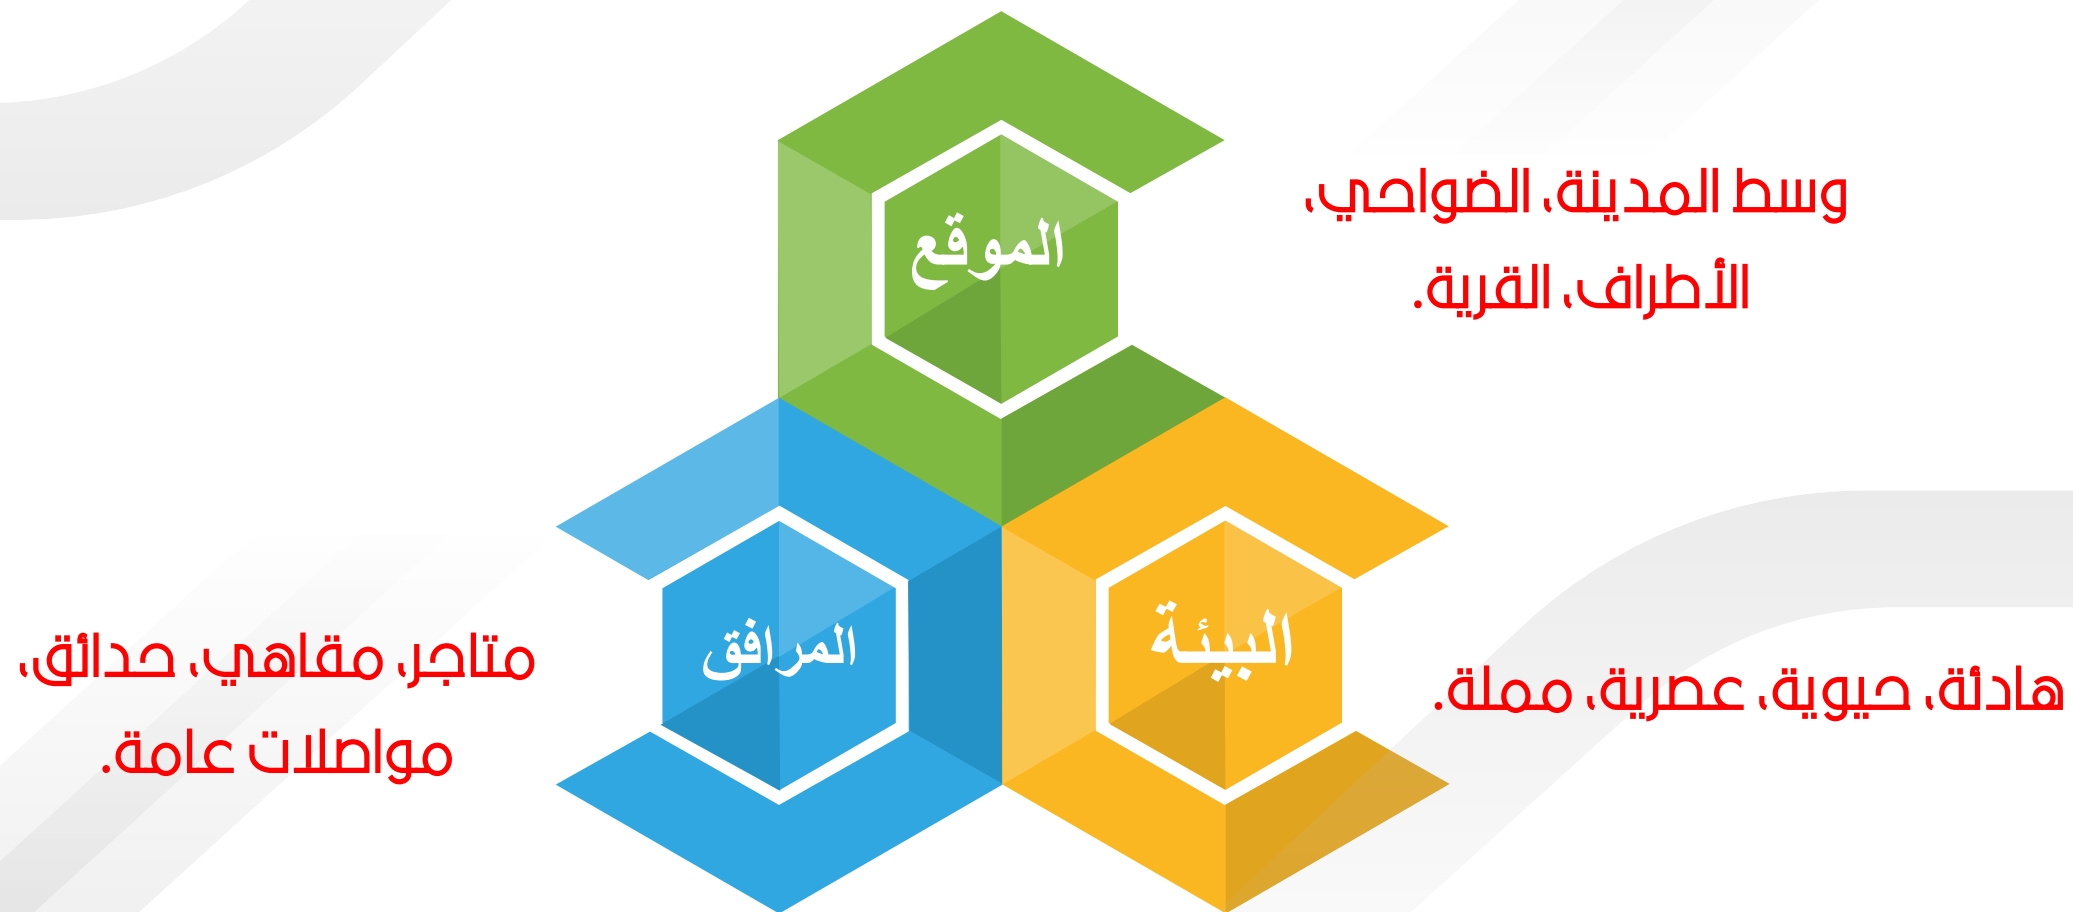 الموقع
وسط المدينة، الضواحي،
الأطراف، القرية.
البيئة
هادئة، حيوية، عصرية، مملة.
المرافق
متاجر، مقاهي، حدائق،
مواصلات عامة.